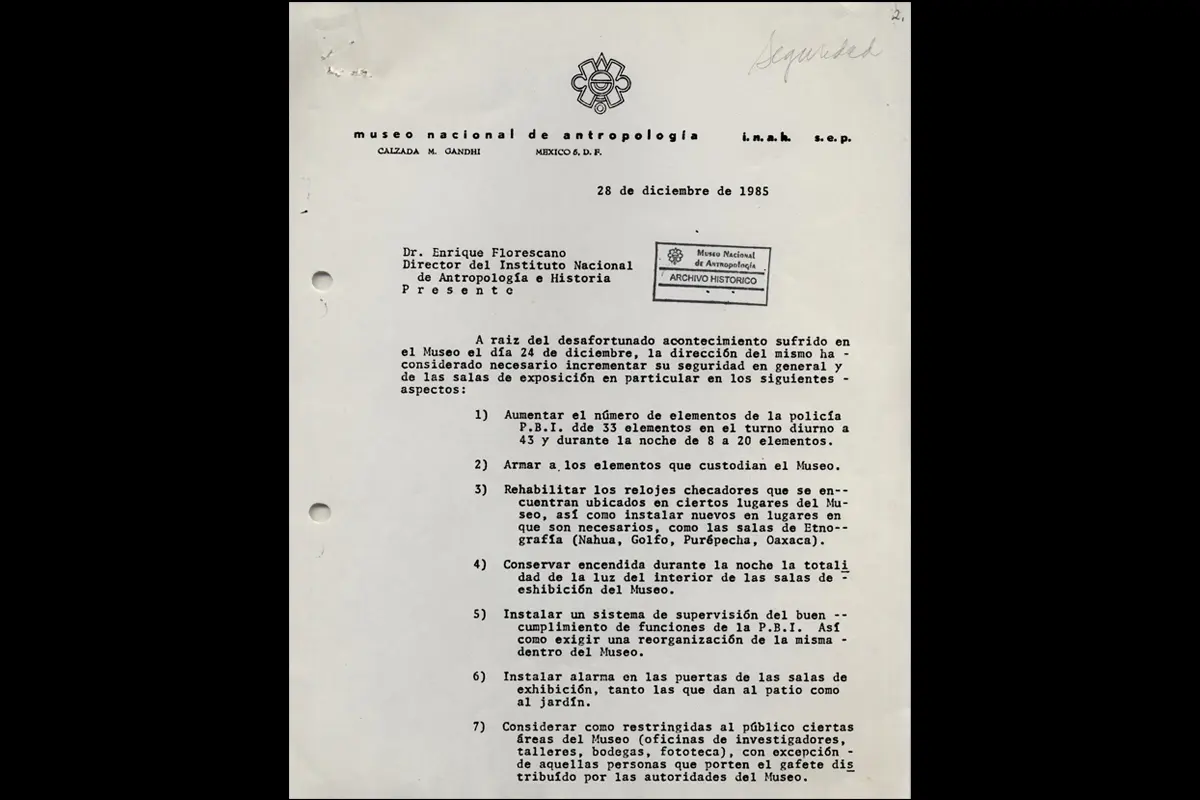 2.
Seguridad
museo nacional de antropología i.n.a.h. s.e.p.
CALZADA M. GANDHI MEXICO 5, D. F.
28 de diciembre de 1985
Dr. Enrique Florescano
Director del Instituto Nacional
de Antropología e Historia
P r e s e n t e
Museo Nacional
de Antropología
ARCHIVO HISTORICO
A raiz del desafortunado acontecimiento sufrido en
el Museo el día 24 de diciembre, la dirección del mismo ha -
considerado necesario incrementar su seguridad en general y
de las salas de exposición en particular en los siguientes -
aspectos:
1) Aumentar el número de elementos de la policía
P.B.I. dde 33 elementos en el turno diurno a
43 y durante la noche de 8 a 20 elementos.
2) Armar a los elementos que custodian el Museo.
3) Rehabilitar los relojes checadores que se en--
cuentran ubicados en ciertos lugares del Mu-
seo, así como instalar nuevos en lugares en
que son necesarios, como las salas de Etno--
grafía (Nahua, Golfo, Purépecha, Oaxaca).
4) Conservar encendida durante la noche la totali
dad de la luz del interior de las salas de -
eshibición del Museo.
5) Instalar un sistema de supervisión del buen --
cumplimiento de funciones de la P.B.I. Así
como exigir una reorganización de la misma -
dentro del Museo.
6) Instalar alarma en las puertas de las salas de
exhibición, tanto las que dan al patio como
al jardín.
7) Considerar como restringidas al público ciertas
áreas del Museo (oficinas de investigadores,
talleres, bodegas, fototeca), con excepción -
de aquellas personas que porten el gafete dis
tribuído por las autoridades del Museo.